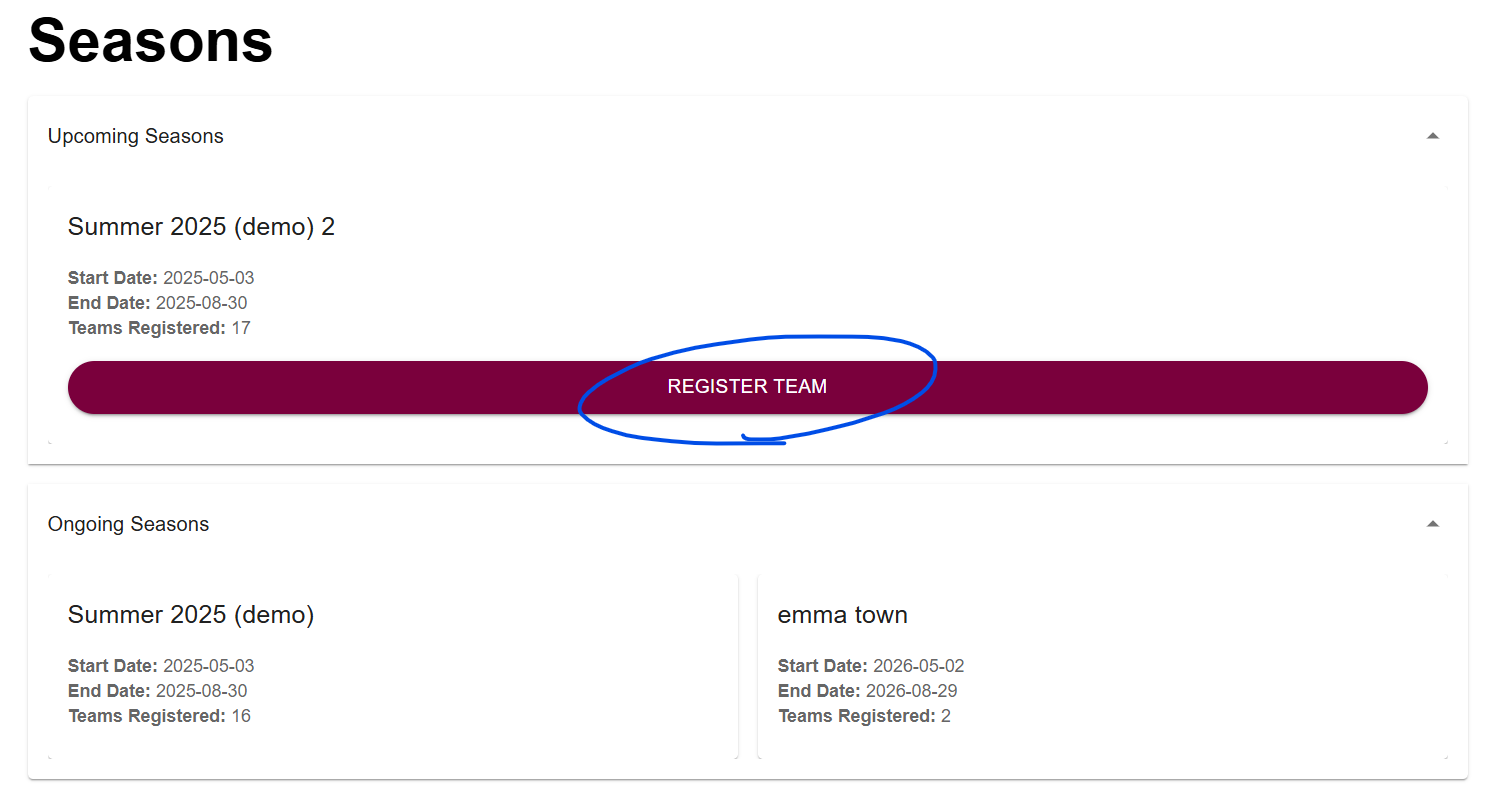 Seasons
Upcoming Seasons
Summer 2025 (demo) 2
Start Date: 2025-05-03
End Date: 2025-08-30
Teams Registered: 17
REGISTER TEAM
Ongoing Seasons
Summer 2025 (demo)
Start Date: 2025-05-03
End Date: 2025-08-30
Teams Registered: 16
emma town
Start Date: 2026-05-02
End Date: 2026-08-29
Teams Registered: 2